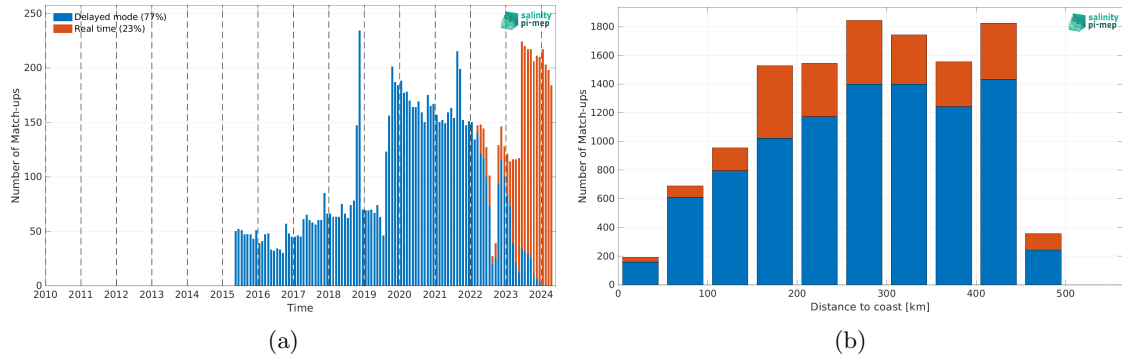 Delayed mode (77%)
Real time (23%)
salinity
pi-mep
250
200
150
100
50
0
Number of Match-ups
2010 2011 2012 2013 2014 2015 2016 2017 2018 2019 2020 2021 2022 2023 2024
Time
(a)
salinity
pi-mep
1800
1600
1400
1200
1000
800
600
400
200
0
Number of Match-ups
0 100 200 300 400 500
Distance to coast [km]
(b)